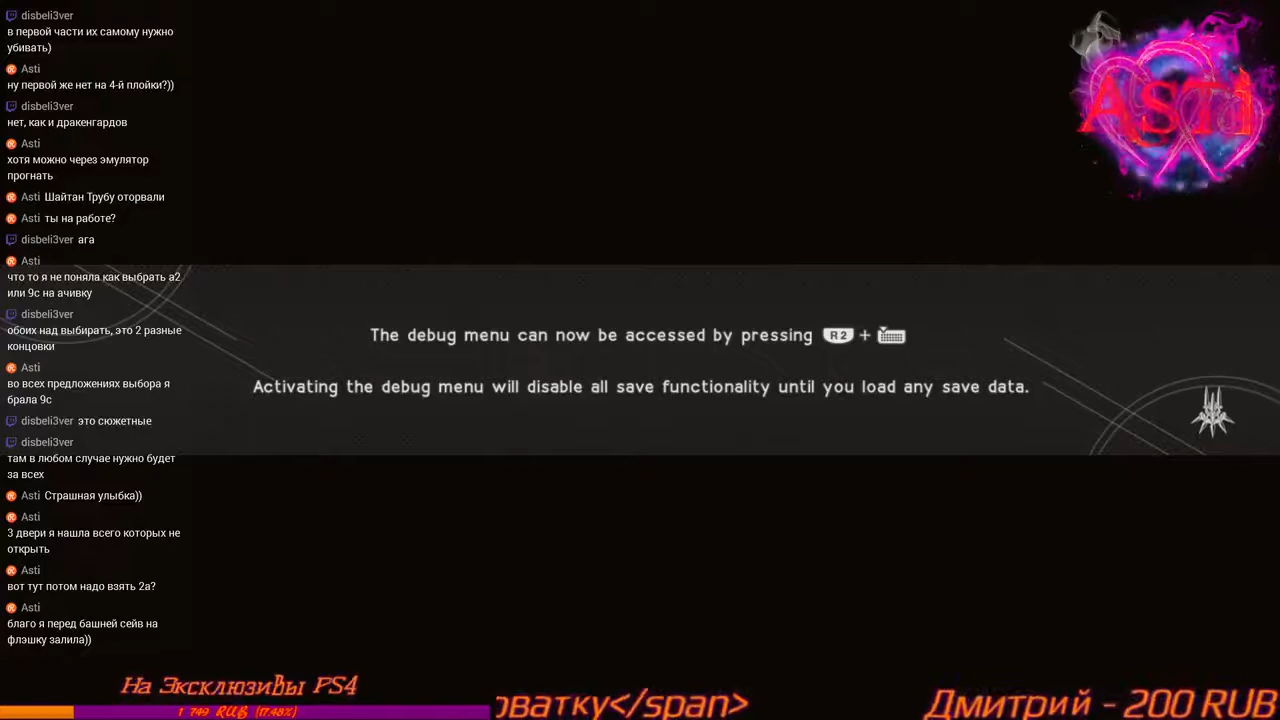 disbeli3ver
в первой части их самому нужно
убивать)
Asti
ну первой же нет на 4-й плойки?))
disbeli3ver
нет, как и дракенгардов
Asti
хотя можно через эмулятор
прогнать
Asti Шайтан Трубу оторвали
Asti ты на работе?
disbeli3ver ага
Asti
что то я не поняла как выбрать а2
или 9с на ачивку
disbeli3ver
обоих над выбирать, это 2 разные
концовки
Asti
во всех предложениях выбора я
брала 9с
disbeli3ver это сюжетные
disbeli3ver
там в любом случае нужно будет
за всех
Asti Страшная улыбка))
Asti
3 двери я нашла всего которых не
открыть
Asti
вот тут потом надо взять 2а?
Asti
благо я перед башней сейв на
флэшку залила))
ASTI
The debug menu can now be accessed by pressing R2 +
Activating the debug menu will disable all save functionality until you load any save data.
На Эксклюзивы PS4
1 749 RUB (17.48%)
оватку</span>
Дмитрий - 200 RUB